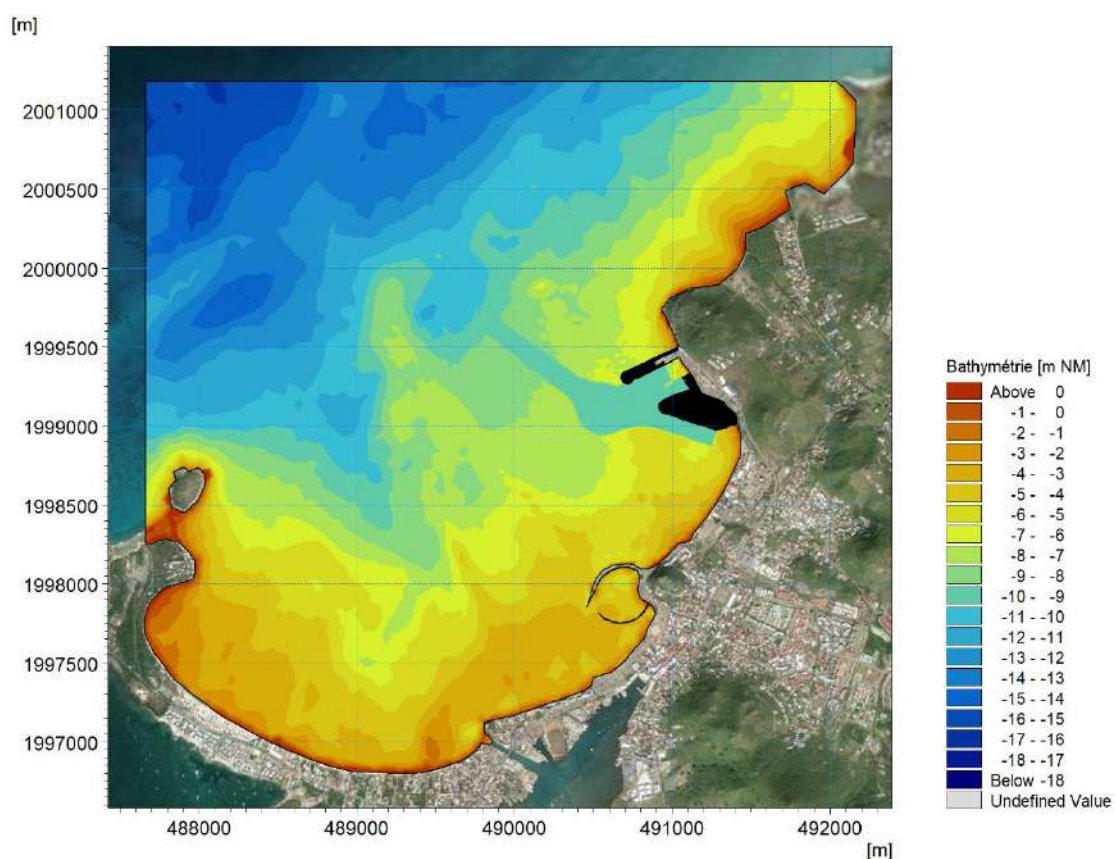 [m]
2001000
2000500
2000000
1999500
1999000
1998500
1998000
1997500
1997000
488000 489000 490000 491000 492000
[m]
Bathymétrie [m NM]
Above 0
-1 - 0
-2 - -1
-3 - -2
-4 - -3
-5 - -4
-6 - -5
-7 - -6
-8 - -7
-9 - -8
-10 - -9
-11 - -10
-12 - -11
-13 - -12
-14 - -13
-15 - -14
-16 - -15
-17 - -16
-18 - -17
Below -18
Undefined Value